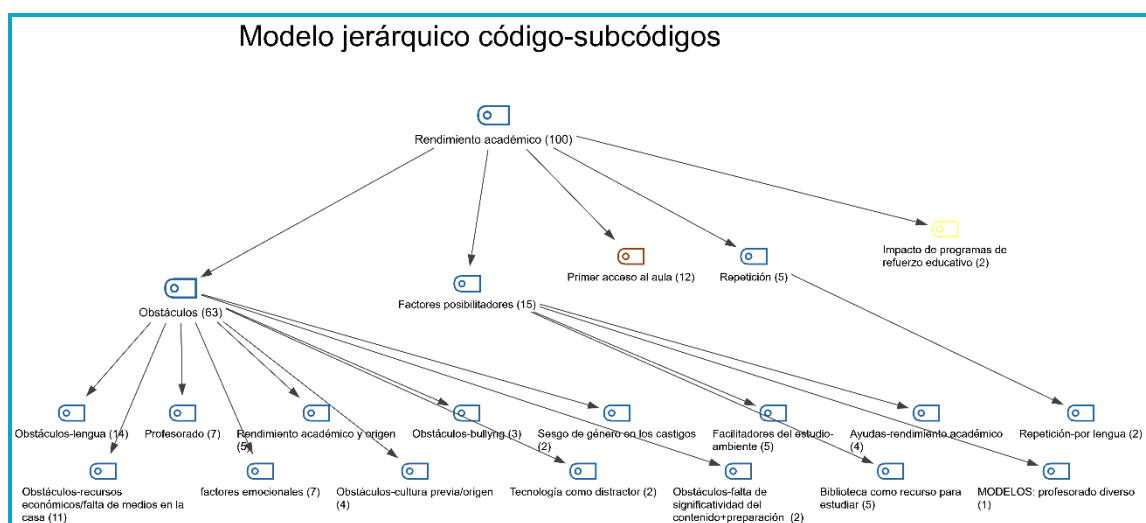 Modelo jerárquico código-subcódigos
Rendimiento académico (100)
Impacto de programas de
refuerzo educativo (2)
Primer acceso al aula (12)
Repetición (5)
Obstáculos (63)
Factores posibilitadores (15)
Obstáculos-lengua (14)
Profesorado (7)
Rendimiento académico y origen
(5)
Obstáculos-bullyng (3)
Sesgo de género en los castigos
(2)
Facilitadores del estudio-
ambiente (5)
Ayudas-rendimiento académico
(4)
Repetición-por lengua (2)
Obstáculos-recursos
económicos/falta de medios en la
casa (11)
factores emocionales (7)
Obstáculos-cultura previa/origen
(4)
Tecnología como distractor (2)
Obstáculos-falta de
significatividad del
contenido+preparación (2)
Biblioteca como recurso para
estudiar (5)
MODELOS: profesorado diverso
(1)